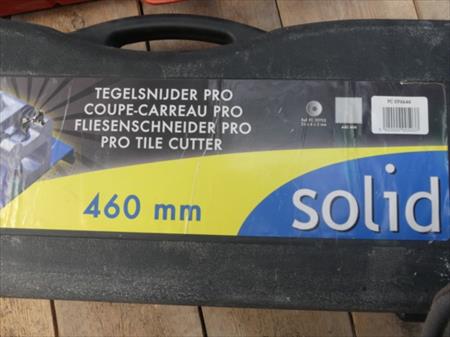 TEGELSNIJDER PRO
COUPE-CARREAU PRO
FLIESENSCHNEIDER PRO
PRO TILE CUTTER
460 mm
solid